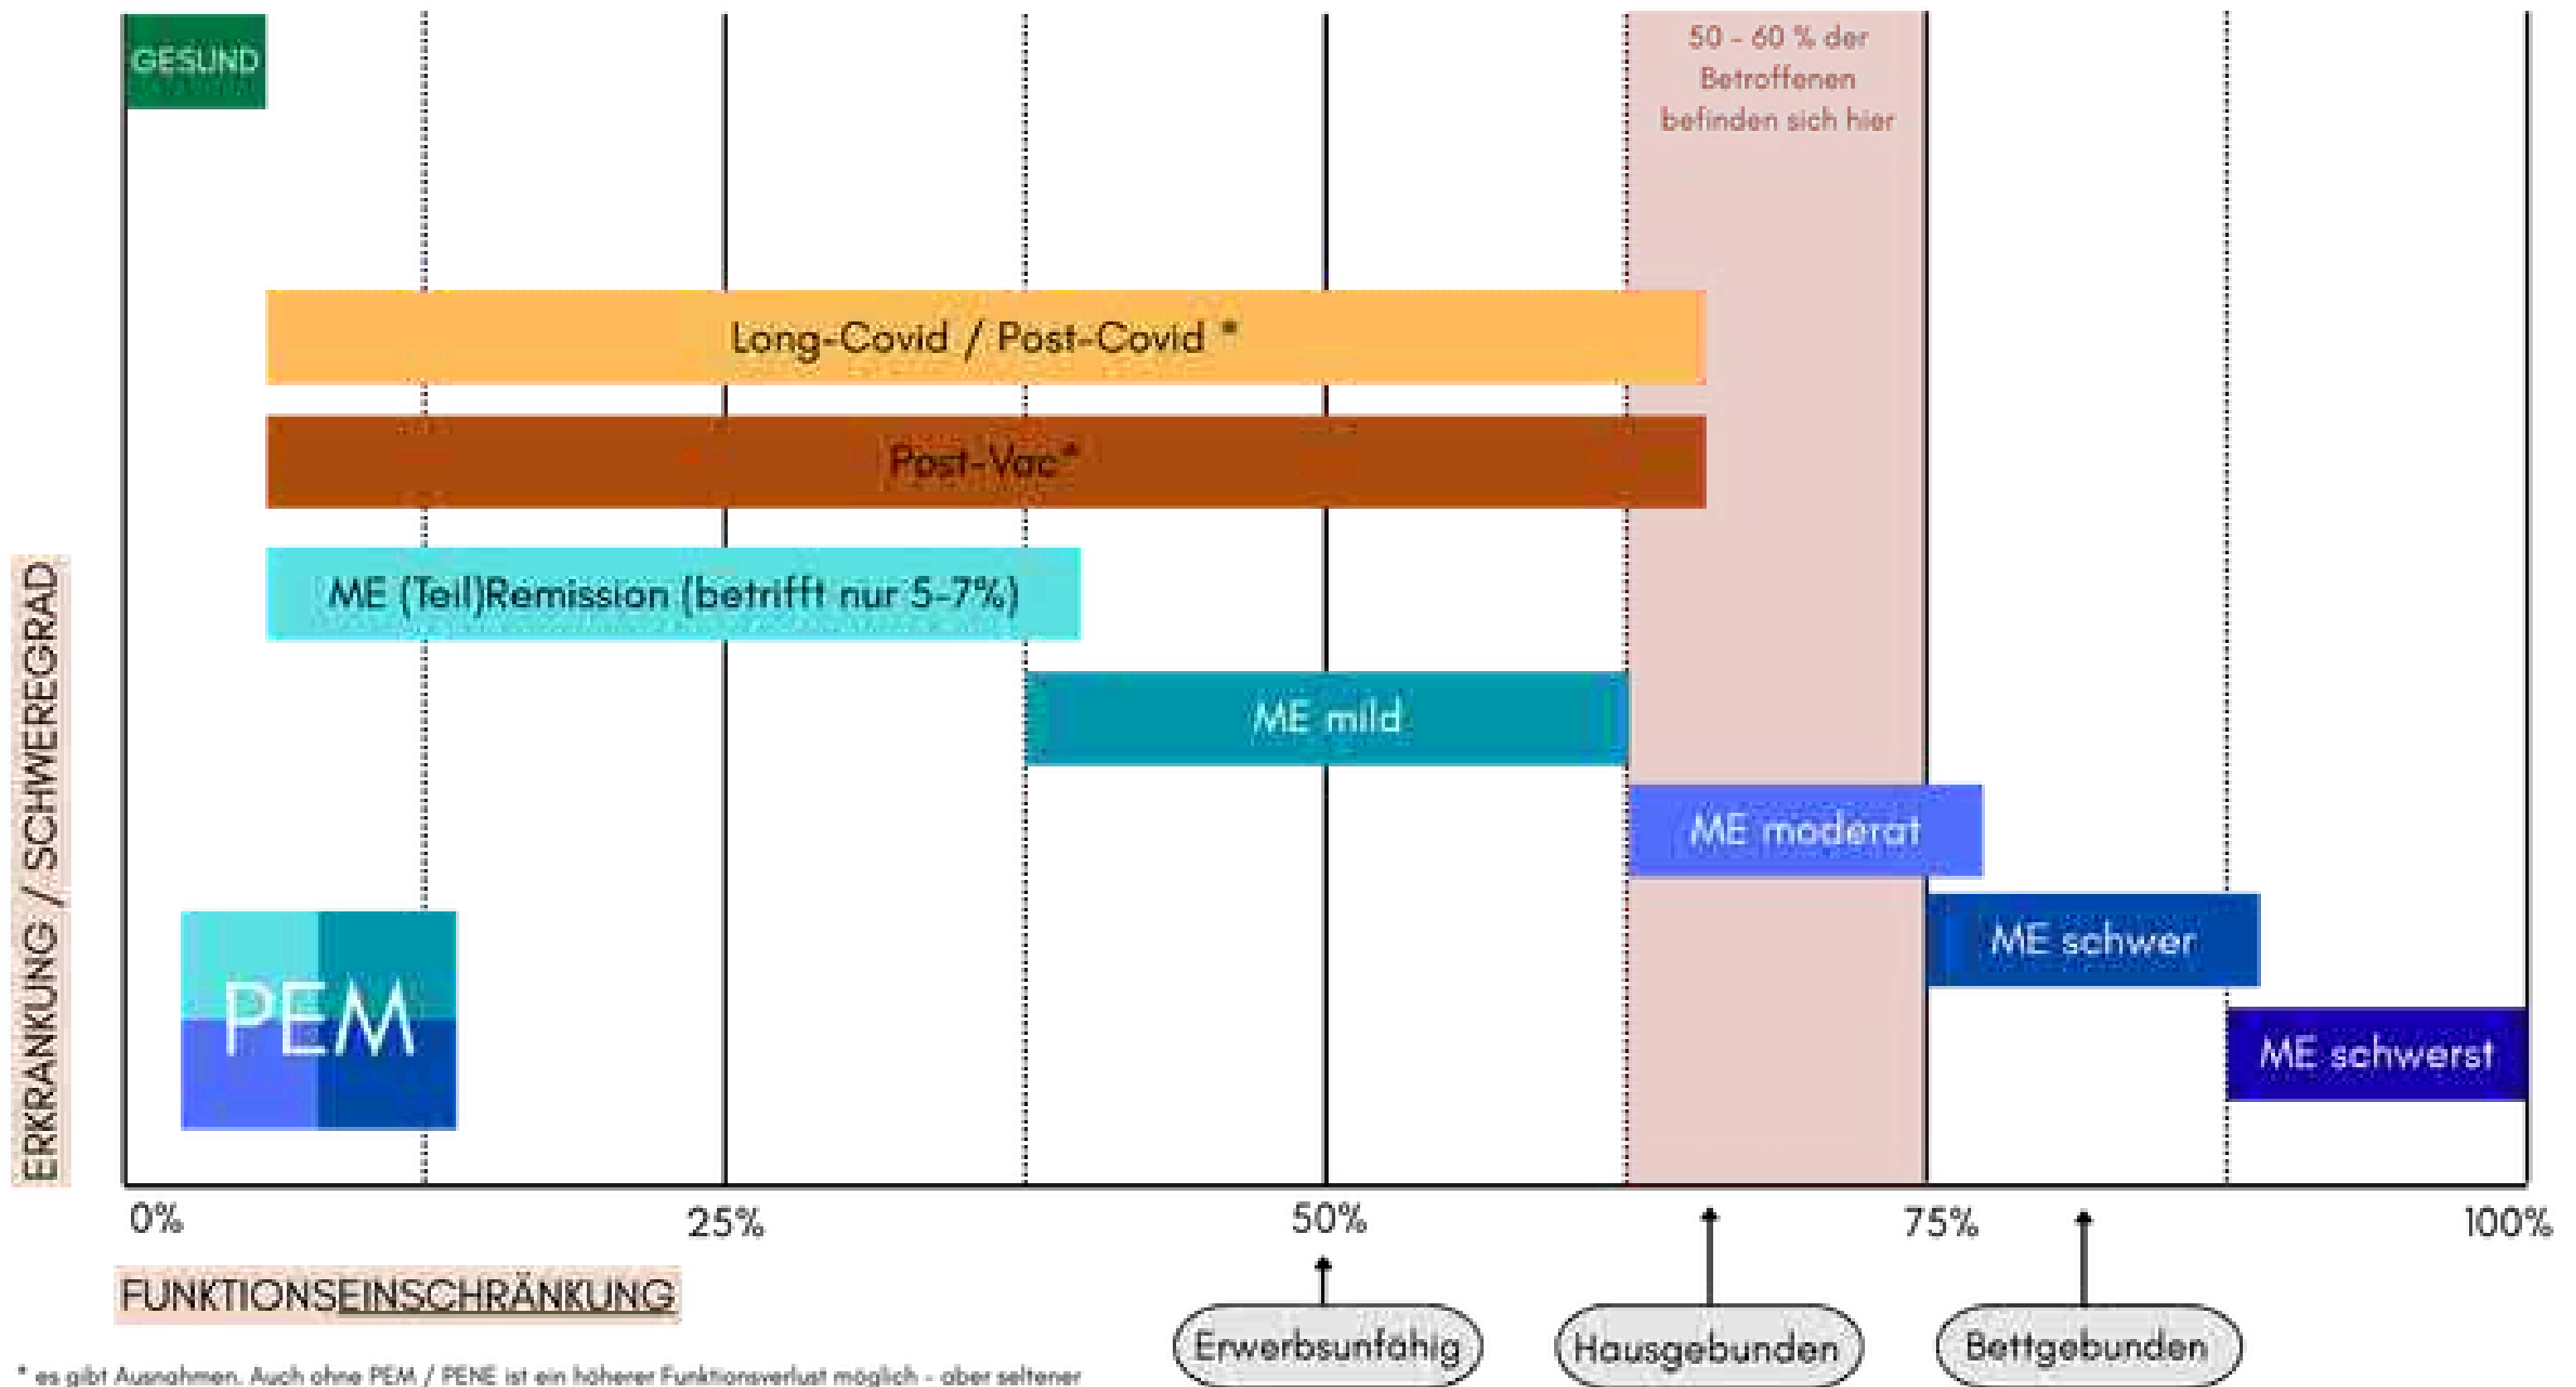 GESUND
50 - 60 % der
Betroffenen
befinden sich hier
Long-Covid / Post-Covid *
Post-Vac*
ME (Teil)Remission (betrifft nur 5-7%)
ME mild
ME moderat
ME schwer
ME schwerst
PEM
ERKRANKUNG / SCHWEREGRAD
0%
25%
50%
75%
100%
FUNKTIONSEINSCHRÄNKUNG
Erwerbsunfähig
Hausgebunden
Bettgebunden
* es gibt Ausnahmen. Auch ohne PEM / PENE ist ein höherer Funktionsverlust möglich - aber seltener